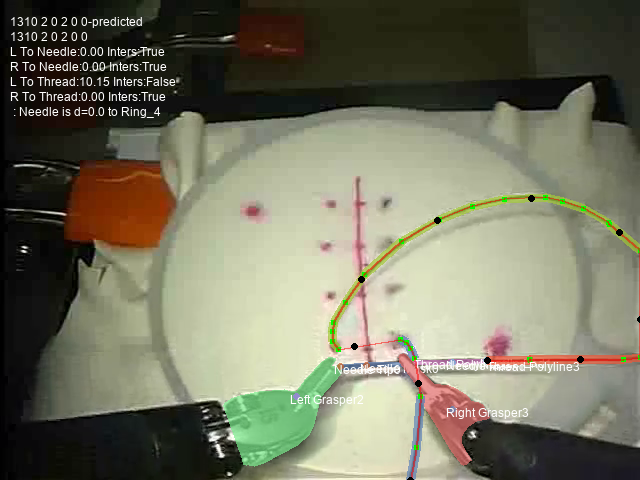 1310 2 0 2 0 0-predicted
1310 2 0 2 0 0
L To Needle:0.00 Inters:True
R To Needle:0.00 Inters:True
L To Thread:10.15 Inters:False
R To Thread:0.00 Inters:True
: Needle is d=0.0 to Ring_4
Thread-Polyline3
Left Grasper2
Right Grasper3